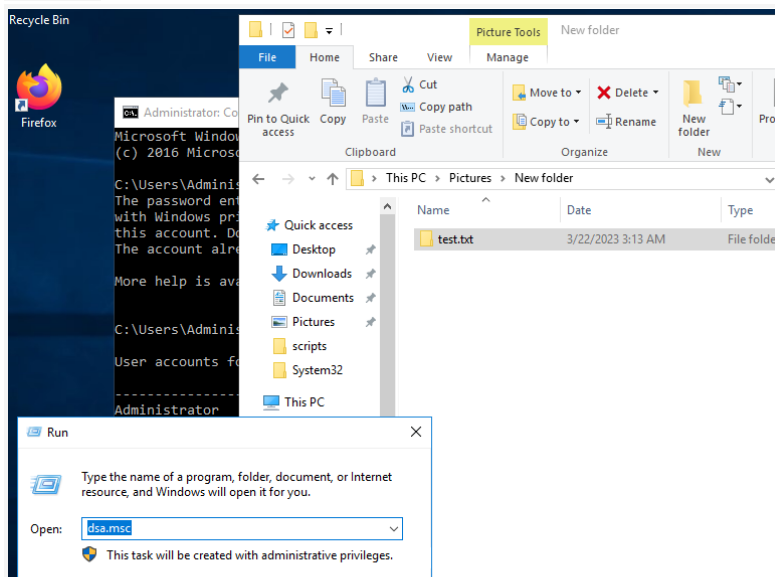 Recycle Bin
Firefox
Administrator: Co
Microsoft Window
(c) 2016 Microso
C:\Users\Adminis
The password ent
with Windows pri
this account. Do
The account alre
More help is ava
C:\Users\Adminis
User accounts fo
-------------------
Administrator
Picture Tools
New folder
File
Home
Share
View
Manage
Pin to Quick access
Copy
Paste
Cut
Copy path
Paste shortcut
Clipboard
Move to
Copy to
Delete
Rename
Organize
New folder
New
Pro
This PC > Pictures > New folder
Quick access
Desktop
Downloads
Documents
Pictures
scripts
System32
This PC
Name
Date
Type
test.txt
3/22/2023 3:13 AM
File folde
Run
Type the name of a program, folder, document, or Internet
resource, and Windows will open it for you.
Open:
dsa.msc
This task will be created with administrative privileges.